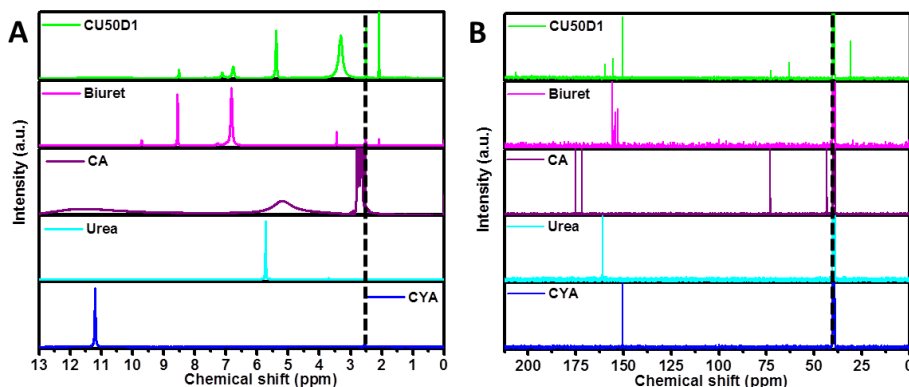 A
CU50D1
Biuret
CA
Urea
CYA
Intensity (a.u.)
13 12 11 10 9 8 7 6 5 4 3 2 1 0
Chemical shift (ppm)
B
CU50D1
Biuret
CA
Urea
CYA
Intensity (a.u.)
200 175 150 125 100 75 50 25 0
Chemical shift (ppm)